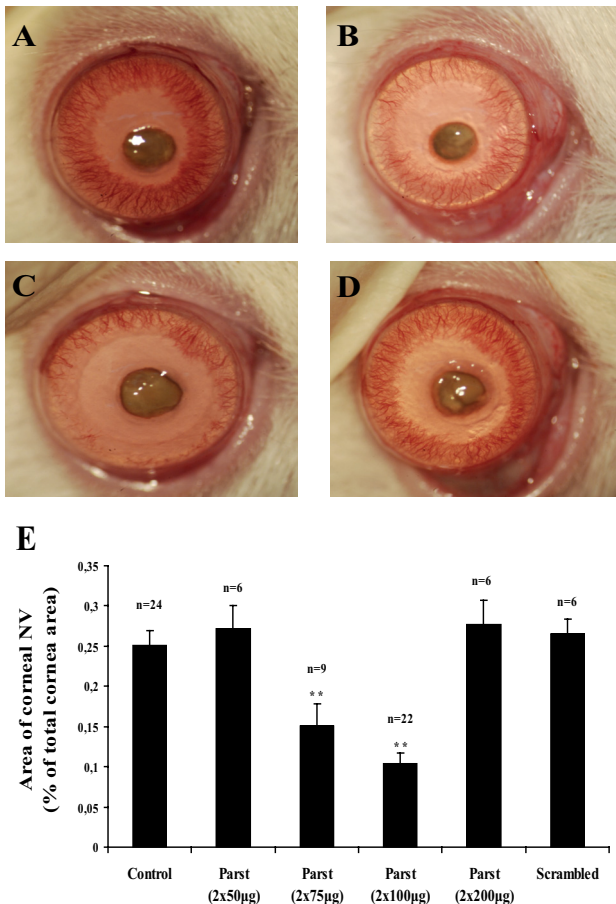 A
B
C
D
E
Area of corneal NV
(% of total cornea area)
0,35
0,3
0,25
0,2
0,15
0,1
0,05
0
n=24
n=6
n=9
**
n=22
**
n=6
n=6
Control
Parst
(2x50µg)
Parst
(2x75µg)
Parst
(2x100µg)
Parst
(2x200µg)
Scrambled